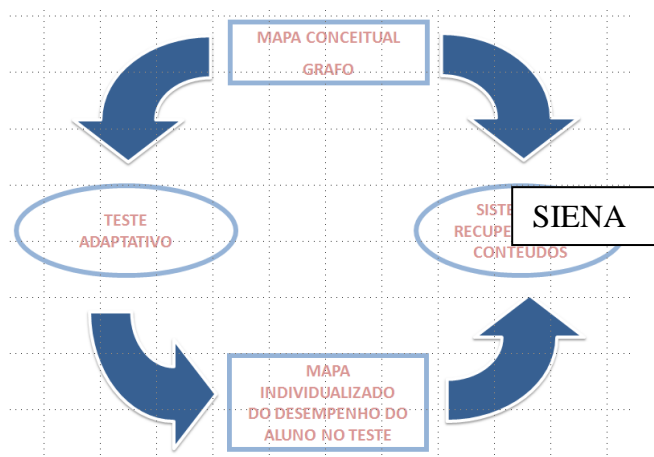 MAPA CONCEITUAL
GRAFO
TESTE
ADAPTATIVO
SIENA
CONTEÚDOS
MAPA
INDIVIDUALIZADO
DO DESEMPENHO DO
ALUNO NO TESTE